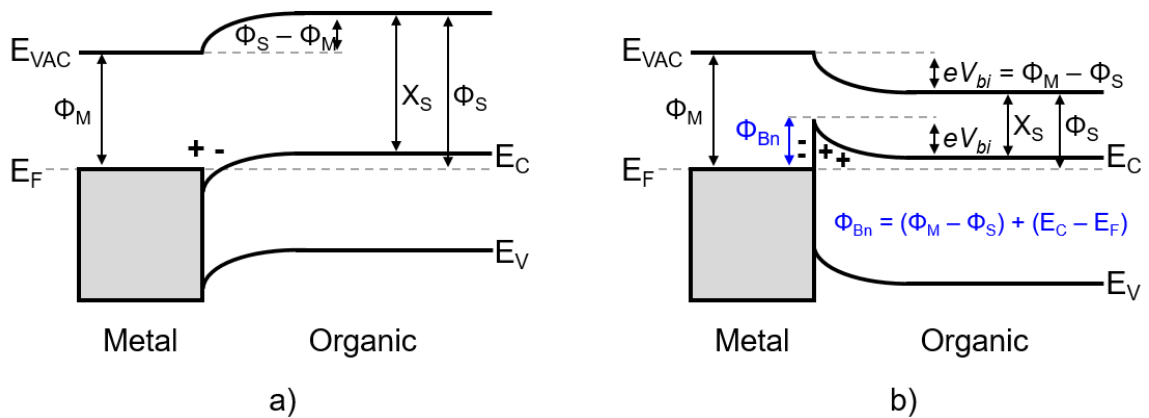 Φ_S – Φ_M
E_VAC
Φ_M
X_S
Φ_S
+ -
E_C
E_F
E_V
Metal
Organic
a)
E_VAC
eV_bi = Φ_M – Φ_S
Φ_M
Φ_Bn
eV_bi
X_S
Φ_S
- +
- +
E_C
E_F
Φ_Bn = (Φ_M – Φ_S) + (E_C – E_F)
E_V
Metal
Organic
b)